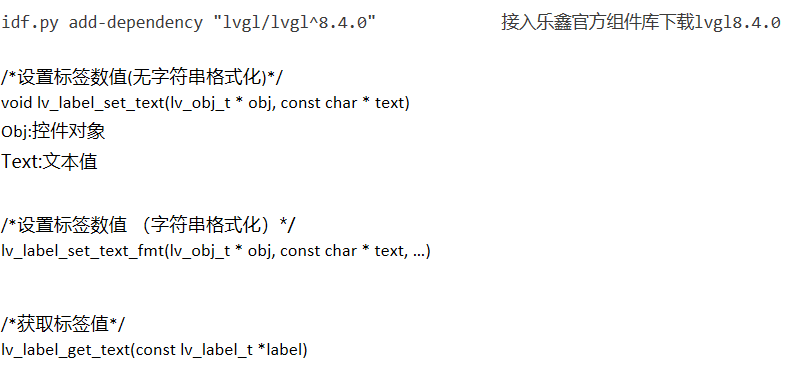 idf.py add-dependency "lvgl/lvgl^8.4.0" 接入乐鑫官方组件库下载lvgl8.4.0
/*设置标签数值(无字符串格式化)*/
void lv_label_set_text(lv_obj_t * obj, const char * text)
Obj:控件对象
Text:文本值
/*设置标签数值 （字符串格式化）*/
lv_label_set_text_fmt(lv_obj_t * obj, const char * text, ...)
/*获取标签值*/
lv_label_get_text(const lv_label_t *label)